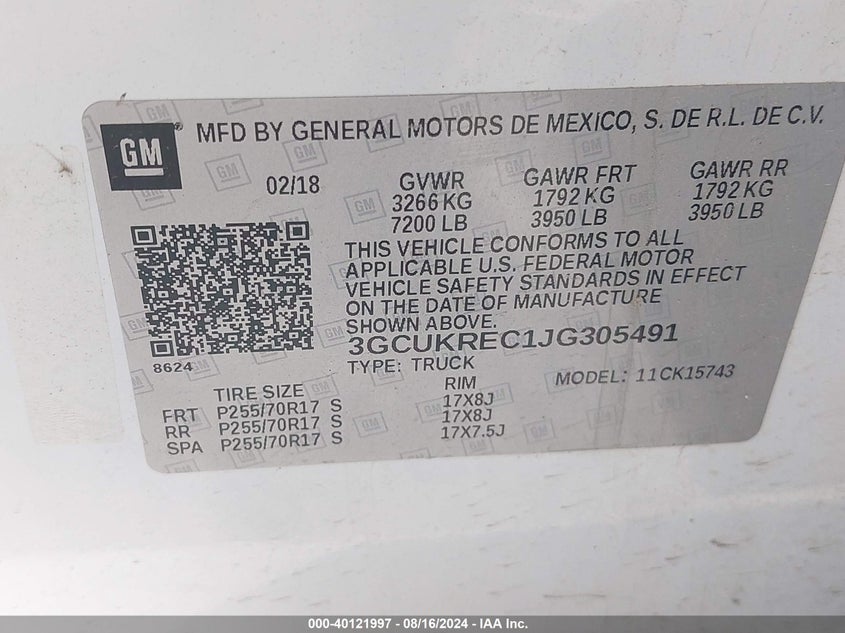 GM
MFD BY GENERAL MOTORS DE MEXICO, S. DE R.L. DE C.V.
02/18 GVWR GAWR FRT GAWR RR
3266 KG 1792 KG 1792 KG
7200 LB 3950 LB 3950 LB
THIS VEHICLE CONFORMS TO ALL
APPLICABLE U.S. FEDERAL MOTOR
VEHICLE SAFETY STANDARDS IN EFFECT
ON THE DATE OF MANUFACTURE
SHOWN ABOVE.
3GCUKREC1JG305491
8624
TYPE: TRUCK MODEL: 11CK15743
TIRE SIZE RIM
FRT P255/70R17 S 17X8J
RR P255/70R17 S 17X8J
SPA P255/70R17 S 17X7.5J
000-40121997 - 08/16/2024 - IAA Inc.